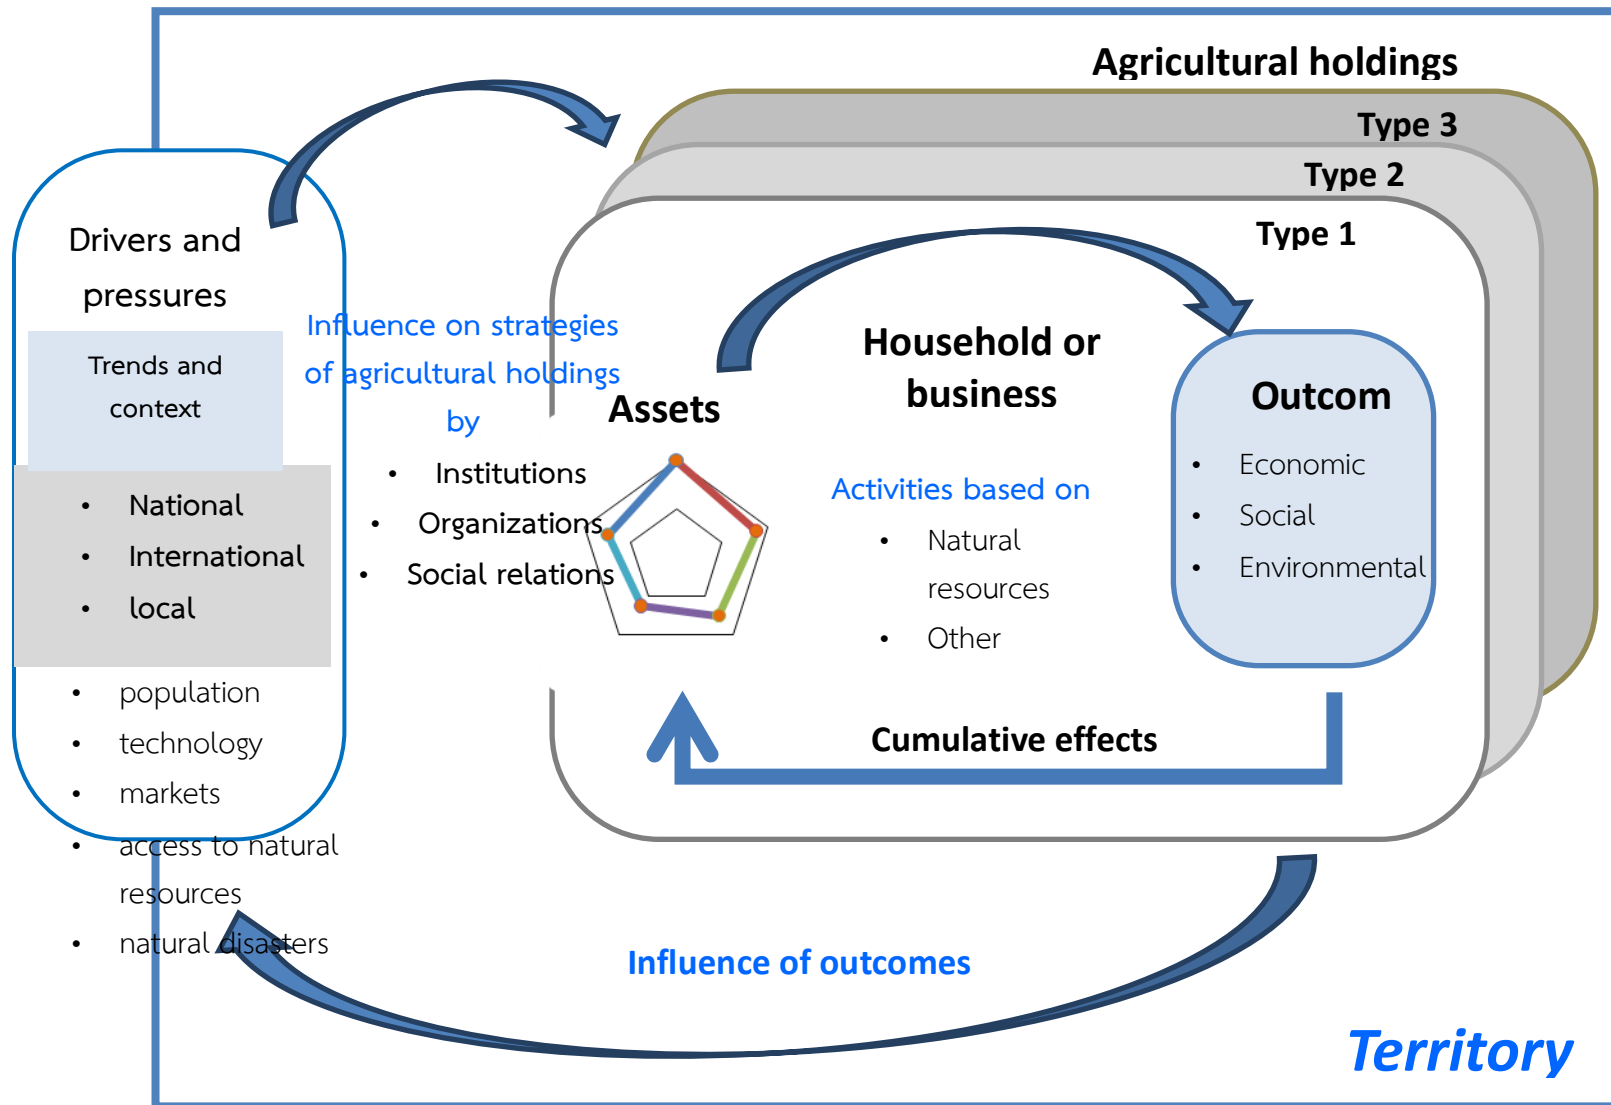 Agricultural holdings
Type 3
Type 2
Type 1
Drivers and
pressures
Trends and
context
• National
• International
• local
• population
• technology
• markets
• access to natural
resources
• natural disasters
Influence on strategies
of agricultural holdings
by
• Institutions
• Organizations
• Social relations
Assets
Household or
business
Activities based on
• Natural
resources
• Other
Outcom
• Economic
• Social
• Environmental
Cumulative effects
Influence of outcomes
Territory